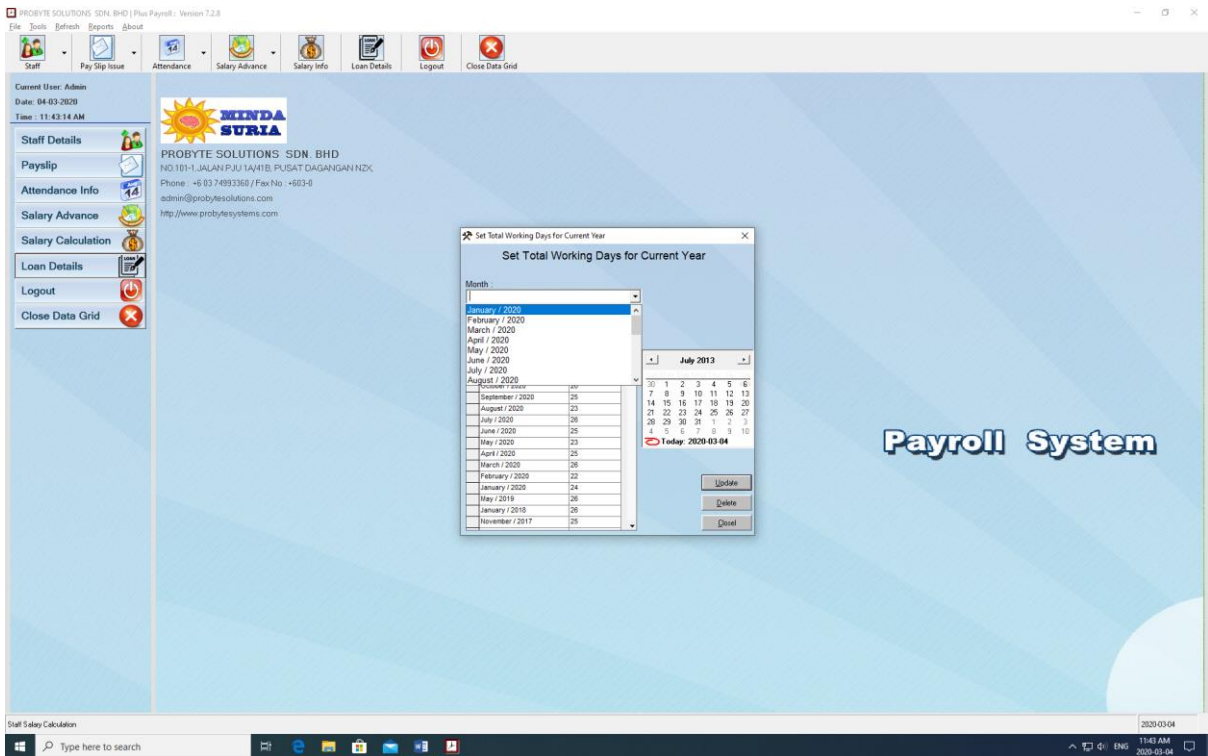 PROBYTE SOLUTIONS SDN. BHD | Plus Payroll : Version 7.2.8
File Tools Refresh Reports About
Staff Pay Slip Issue Attendance Salary Advance Salary Info Loan Details Logout Close Data Grid
Current User: Admin
Date: 04-03-2020
Time : 11:43:14 AM
Staff Details
Payslip
Attendance Info
Salary Advance
Salary Calculation
Loan Details
Logout
Close Data Grid
MINDA
SURIA
PROBYTE SOLUTIONS SDN. BHD
NO.101-1, JALAN PJU 1A/41B, PUSAT DAGANGAN NZX,
Phone : +6 03 74993360 / Fax No : +603-0
admin@probytesolutions.com
http://www.probytesystems.com
Set Total Working Days for Current Year
Set Total Working Days for Current Year
Month :
January / 2020
February / 2020
March / 2020
April / 2020
May / 2020
June / 2020
July / 2020
August / 2020
September / 2020 25
August / 2020 23
July / 2020 26
June / 2020 25
May / 2020 23
April / 2020 25
March / 2020 26
February / 2020 22
January / 2020 24
May / 2019 26
January / 2018 26
November / 2017 25
July 2013
30 1 2 3 4 5 6
7 8 9 10 11 12 13
14 15 16 17 18 19 20
21 22 23 24 25 26 27
28 29 30 31 1 2 3
4 5 6 7 8 9 10
Today: 2020-03-04
Update
Delete
Closel
Payroll System
Staff Salary Calculation
2020-03-04
Type here to search
ENG
11:43 AM
2020-03-04